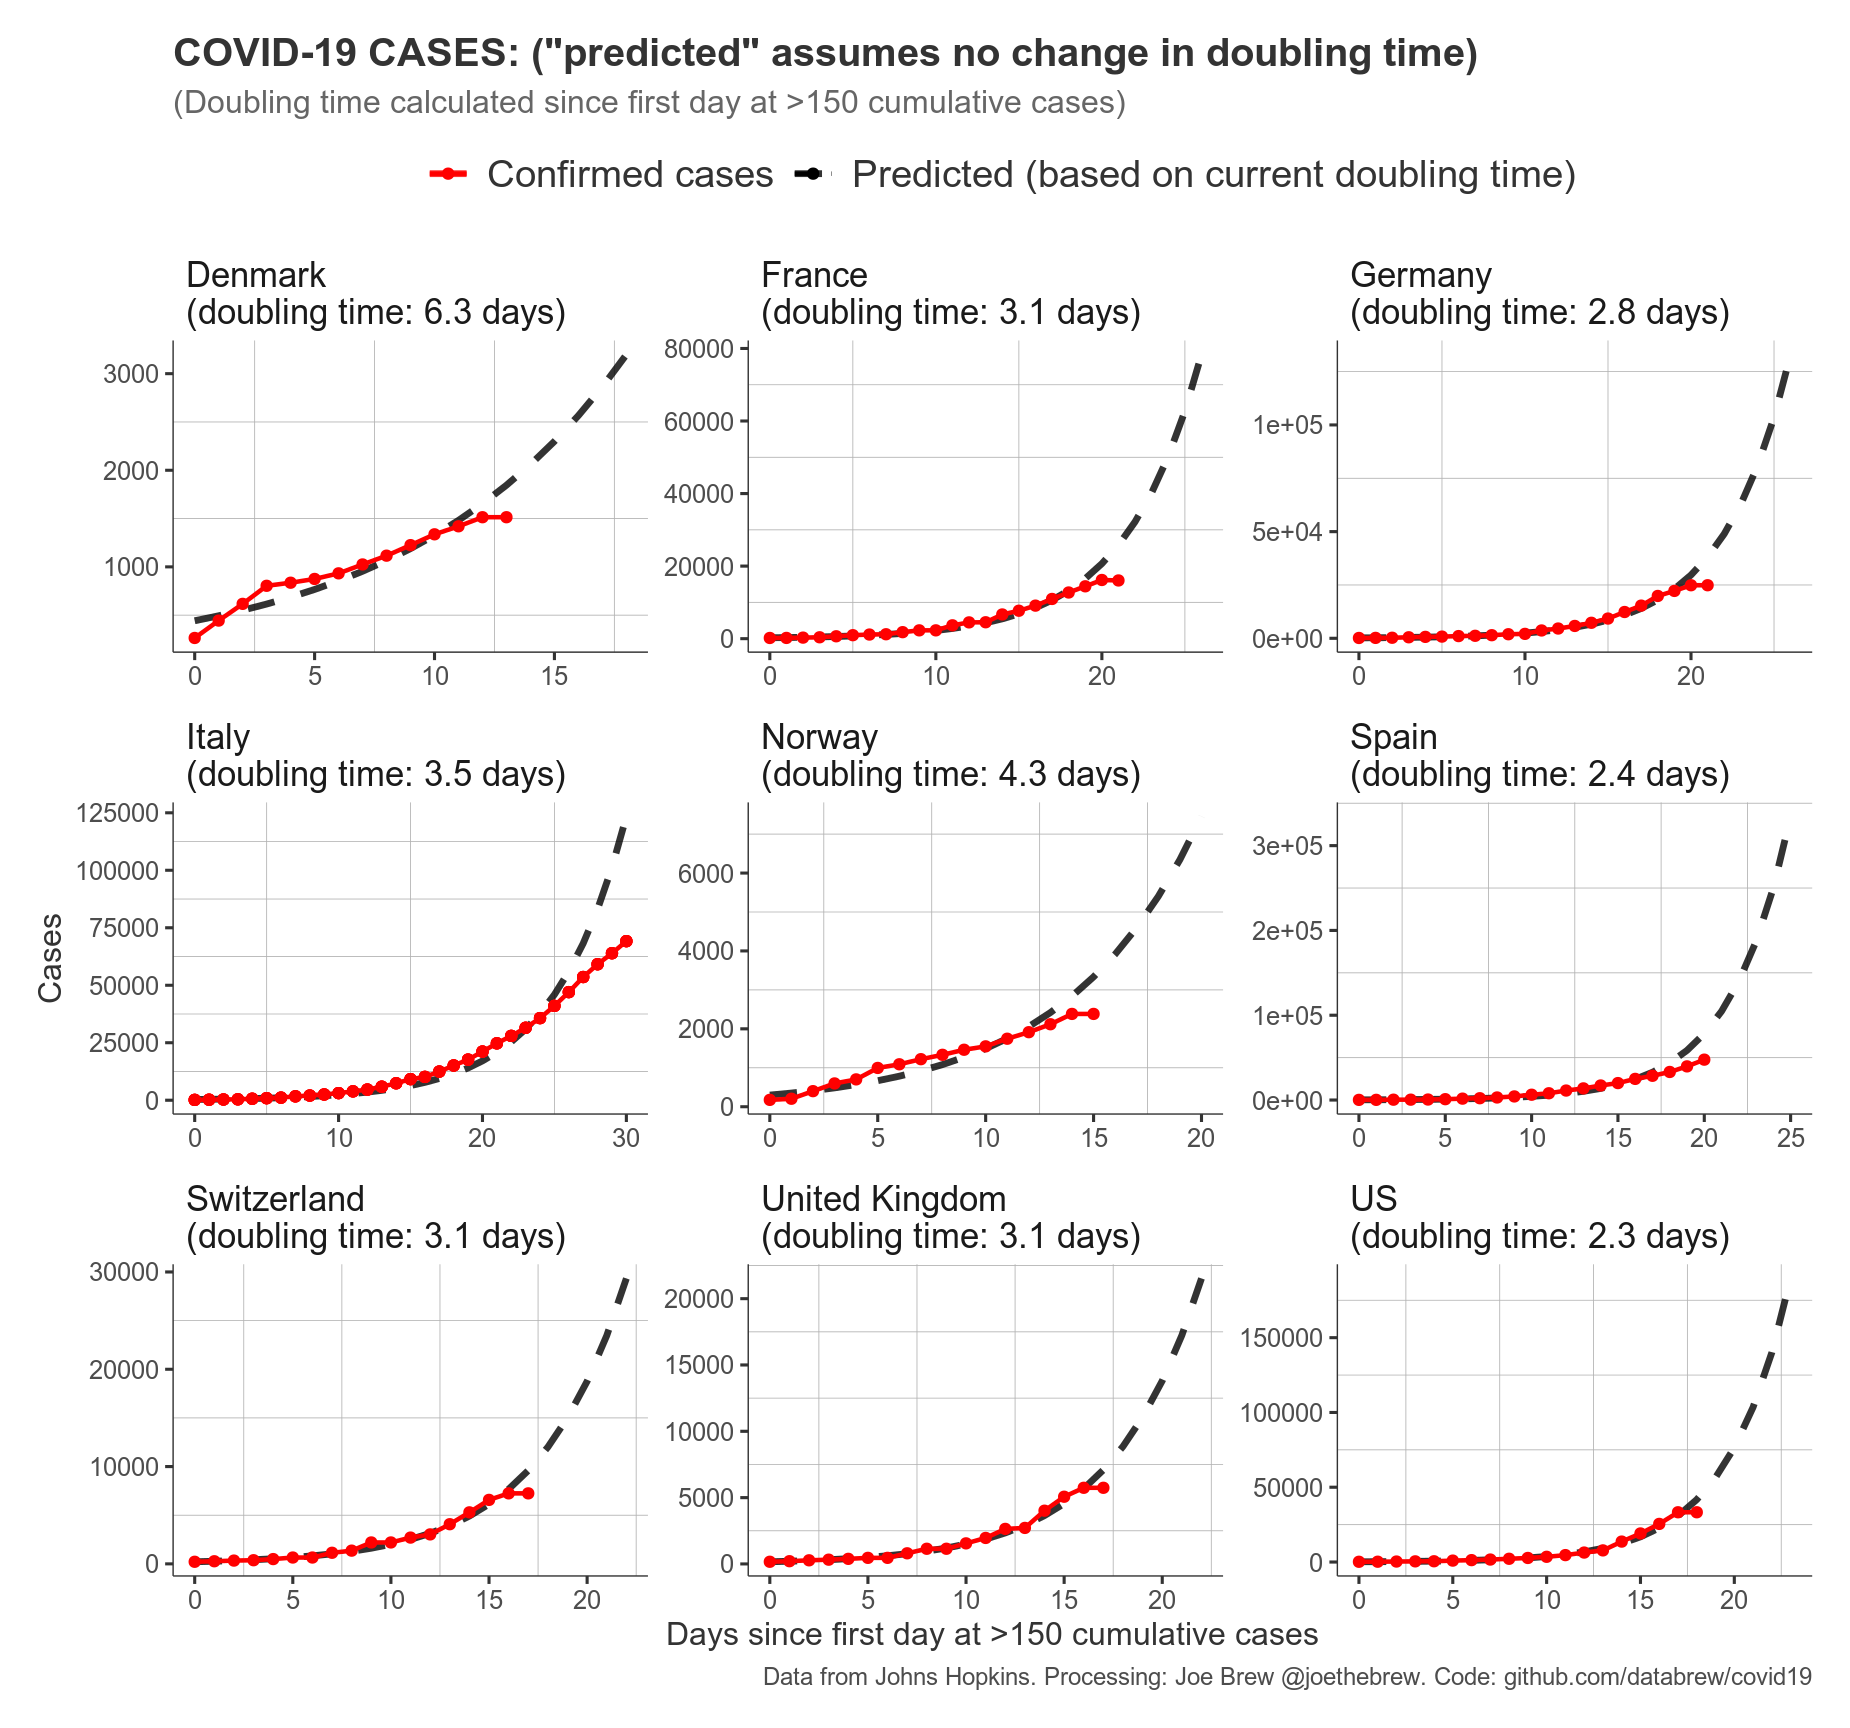 COVID-19 CASES: ("predicted" assumes no change in doubling time)
(Doubling time calculated since first day at >150 cumulative cases)
Confirmed cases Predicted (based on current doubling time)
Denmark
(doubling time: 6.3 days)
3000
2000
1000
0 5 10 15
France
(doubling time: 3.1 days)
80000
60000
40000
20000
0
0 10 20
Germany
(doubling time: 2.8 days)
1e+05
5e+04
0e+00
0 10 20
Cases
Italy
(doubling time: 3.5 days)
125000
100000
75000
50000
25000
0
0 10 20 30
Norway
(doubling time: 4.3 days)
6000
4000
2000
0
0 5 10 15 20
Spain
(doubling time: 2.4 days)
3e+05
2e+05
1e+05
0e+00
0 5 10 15 20 25
Switzerland
(doubling time: 3.1 days)
30000
20000
10000
0
0 5 10 15 20
United Kingdom
(doubling time: 3.1 days)
20000
15000
10000
5000
0
0 5 10 15 20
US
(doubling time: 2.3 days)
150000
100000
50000
0
0 5 10 15 20
Days since first day at >150 cumulative cases
Data from Johns Hopkins. Processing: Joe Brew @joethebrew. Code: github.com/databrew/covid19